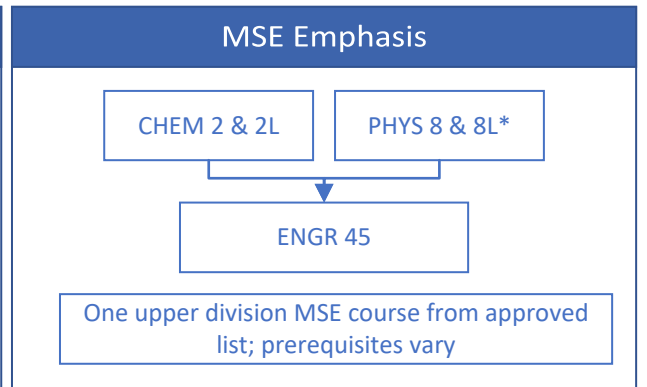 MSE Emphasis
CHEM 2 & 2L
PHYS 8 & 8L*
ENGR 45
One upper division MSE course from approved
list; prerequisites vary